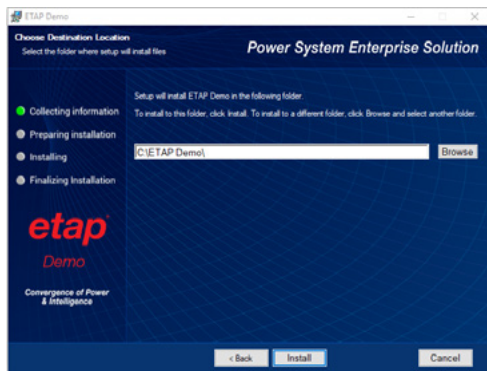 ETAP Demo
Choose Destination Location
Select the folder where setup will install files
Power System Enterprise Solution
Setup will install ETAP Demo in the following folder.
To install to this folder, click Install. To install to a different folder, click Browse and select another folder.
Collecting information
Preparing installation
Installing
Finalizing Installation
C:\ETAP Demo\
Browse
etap
Demo
Convergence of Power
& Intelligence
< Back
Install
Cancel